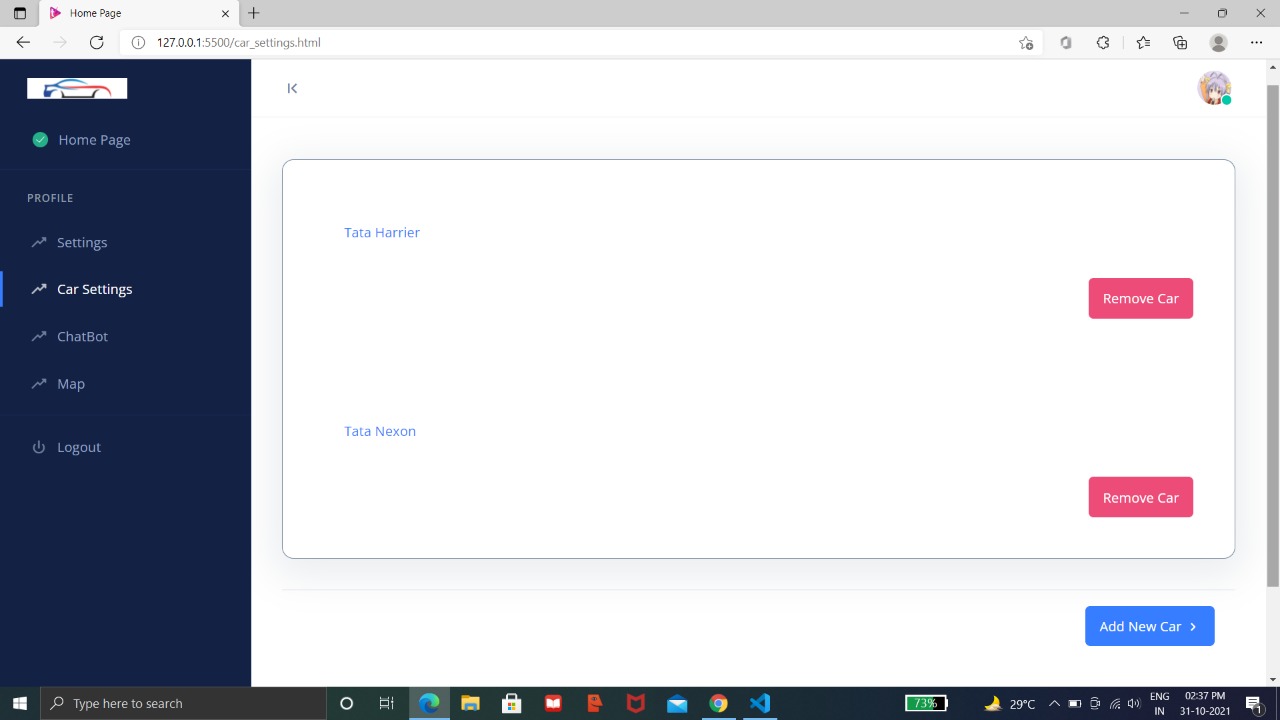 Home Page
127.0.0.1:5500/car_settings.html
Home Page
PROFILE
Settings
Car Settings
ChatBot
Map
Logout
Tata Harrier
Remove Car
Tata Nexon
Remove Car
Add New Car
Type here to search
73%
29°C
ENG
IN
02:37 PM
31-10-2021
1